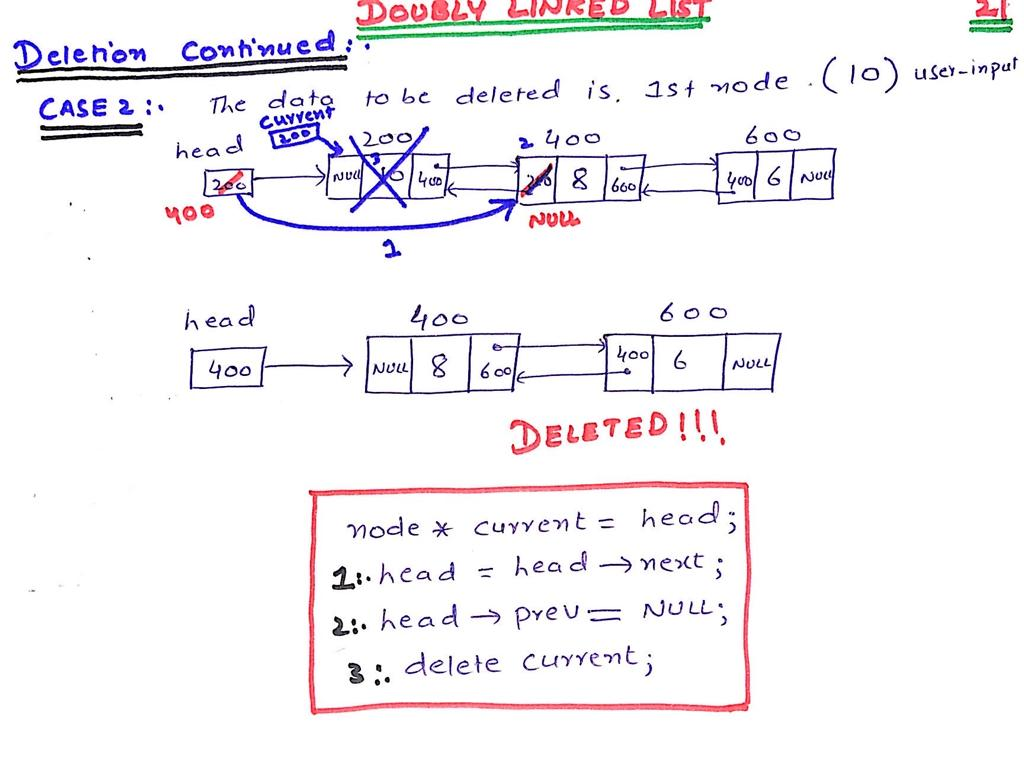 DOUBLY LINKED LIST 21
Deletion Continued:.
CASE 2:. The data to be deleted is. 1st node. (10) user-input
current
200
head 200 2 400 600
200 NULL 3 10 400 200 8 600 400 6 NULL
400 NULL
1
head 400 600
400 NULL 8 600 400 6 NULL
DELETED!!!
node * current = head;
1:. head = head → next;
2:. head → prev = NULL;
3:. delete current;